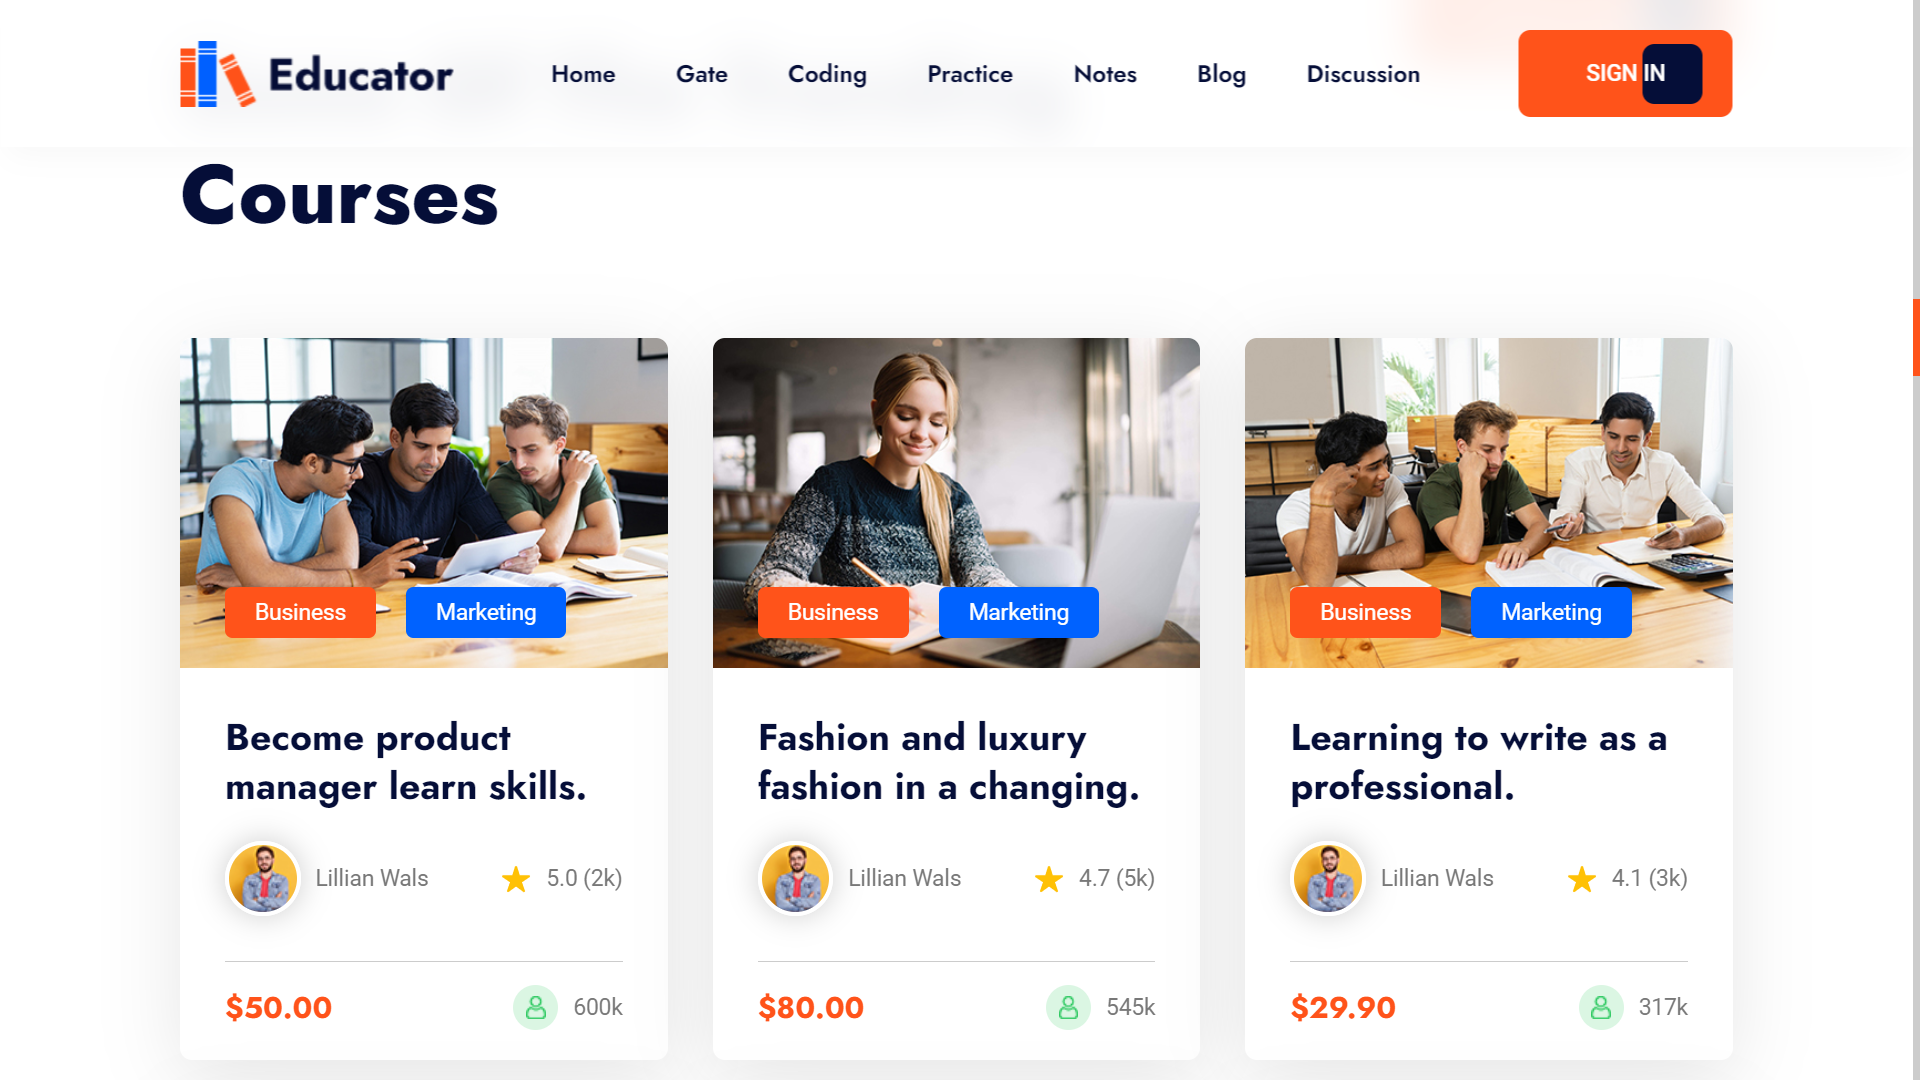 Educator
Home
Gate
Coding
Practice
Notes
Blog
Discussion
SIGN IN
Courses
Business
Marketing
Business
Marketing
Business
Marketing
Become product
manager learn skills.
Lillian Wals
5.0 (2k)
$50.00
600k
Fashion and luxury
fashion in a changing.
Lillian Wals
4.7 (5k)
$80.00
545k
Learning to write as a
professional.
Lillian Wals
4.1 (3k)
$29.90
317k